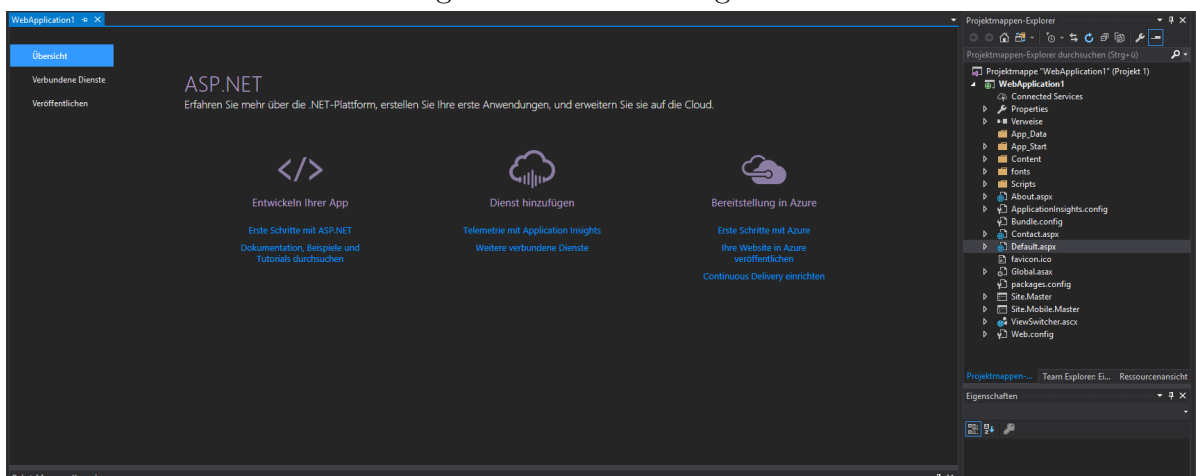 WebApplication1
Übersicht
Verbundene Dienste
Veröffentlichen
ASP.NET
Erfahren Sie mehr über die .NET-Plattform, erstellen Sie Ihre erste Anwendungen, und erweitern Sie sie auf die Cloud.
Entwickeln Ihrer App
Erste Schritte mit ASP.NET
Dokumentation, Beispiele und
Tutorials durchsuchen
Dienst hinzufügen
Telemetrie mit Application Insights
Weitere verbundene Dienste
Bereitstellung in Azure
Erste Schritte mit Azure
Ihre Website in Azure
veröffentlichen
Continuous Delivery einrichten
Projektmappen-Explorer
Projektmappen-Explorer durchsuchen (Strg+ü)
Projektmappe "WebApplication1" (Projekt 1)
WebApplication1
Connected Services
Properties
Verweise
App_Data
App_Start
Content
fonts
Scripts
About.aspx
ApplicationInsights.config
Bundle.config
Contact.aspx
Default.aspx
favicon.ico
Global.asax
packages.config
Site.Master
Site.Mobile.Master
ViewSwitcher.ascx
Web.config
Projektmappen-...
Team Explorer: Ei...
Ressourcenansicht
Eigenschaften